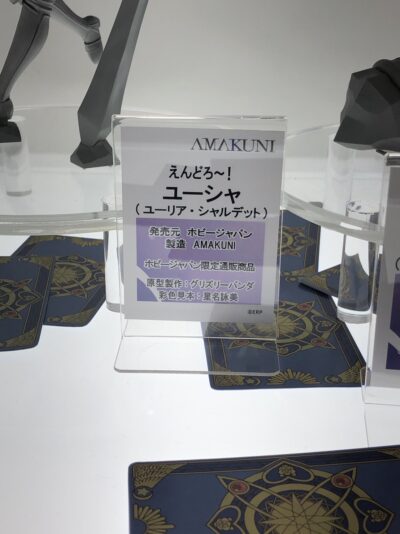 AMAKUNI
えんどろ〜！
ユーシャ
（ユーリア・シャルデット）
発売元 ホビージャパン
製造 AMAKUNI
ホビージャパン限定通販商品
原型製作：グリズリーパンダ
彩色見本：星名詠美
©ERP